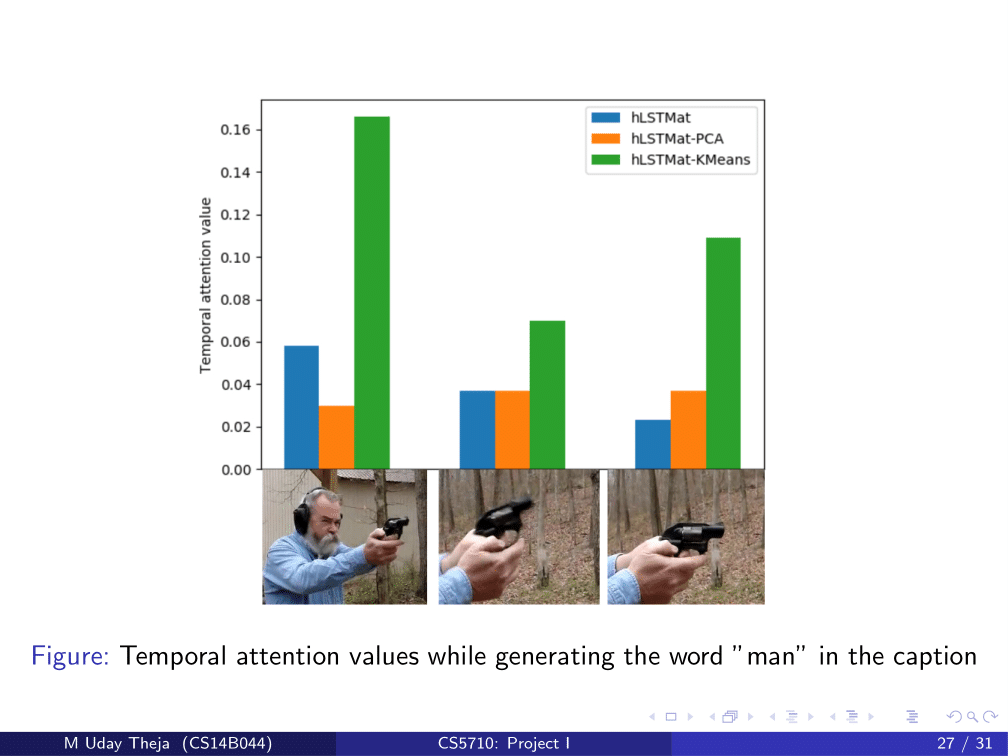 hLSTMat
hLSTMat-PCA
hLSTMat-KMeans
0.16
0.14
0.12
0.10
0.08
0.06
0.04
0.02
0.00
Temporal attention value
Figure: Temporal attention values while generating the word ”man” in the caption
M Uday Theja (CS14B044) CS5710: Project I 27 / 31